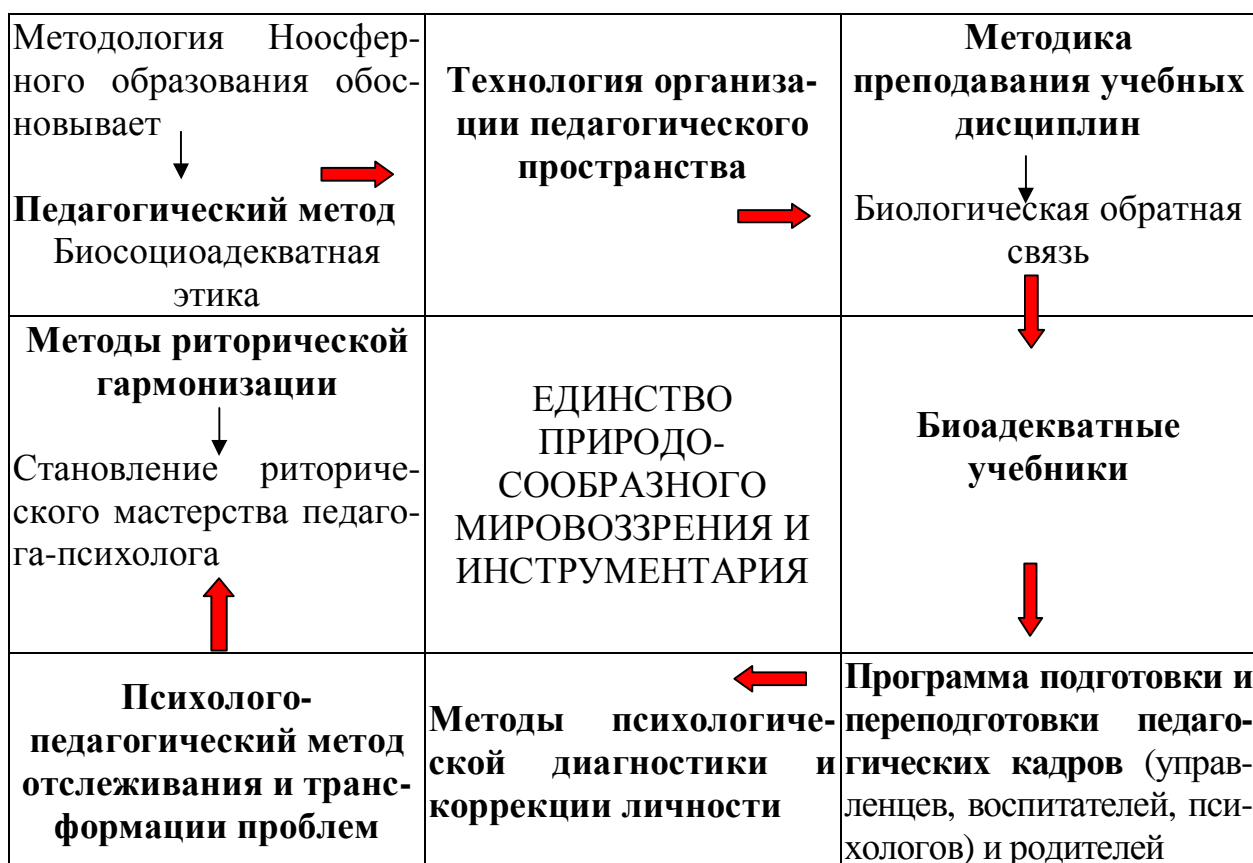 Методология Ноосфер-
ного образования обос-
новывает
Педагогический метод
Биосоциоадекватная
этика
Технология организа-
ции педагогического
пространства
Методика
преподавания учебных
дисциплин
Биологическая обратная
связь
Методы риторической
гармонизации
Становление риториче-
ского мастерства педаго-
га-психолога
ЕДИНСТВО
ПРИРОДО-
СООБРАЗНОГО
МИРОВОЗЗРЕНИЯ И
ИНСТРУМЕНТАРИЯ
Биоадекватные
учебники
Психолого-
педагогический метод
отслеживания и транс-
формации проблем
Методы психологиче-
ской диагностики и
коррекции личности
Программа подготовки и
переподготовки педаго-
гических кадров (управ-
ленцев, воспитателей, пси-
хологов) и родителей